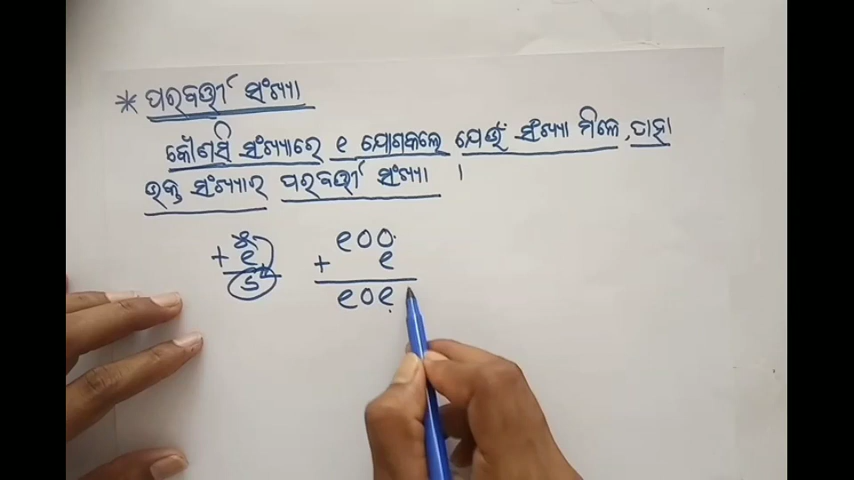 * ପରବର୍ତ୍ତୀ ସଂଖ୍ୟା
କୌଣସି ସଂଖ୍ୟାରେ ୧ ଯୋଗକଲେ ଯେଉଁ ସଂଖ୍ୟା ମିଳେ, ତାହା
ଉକ୍ତ ସଂଖ୍ୟାର ପରବର୍ତ୍ତୀ ସଂଖ୍ୟା ।
୫ ୧୦୦
+ ୧ + ୧
୬ ୧୦୧